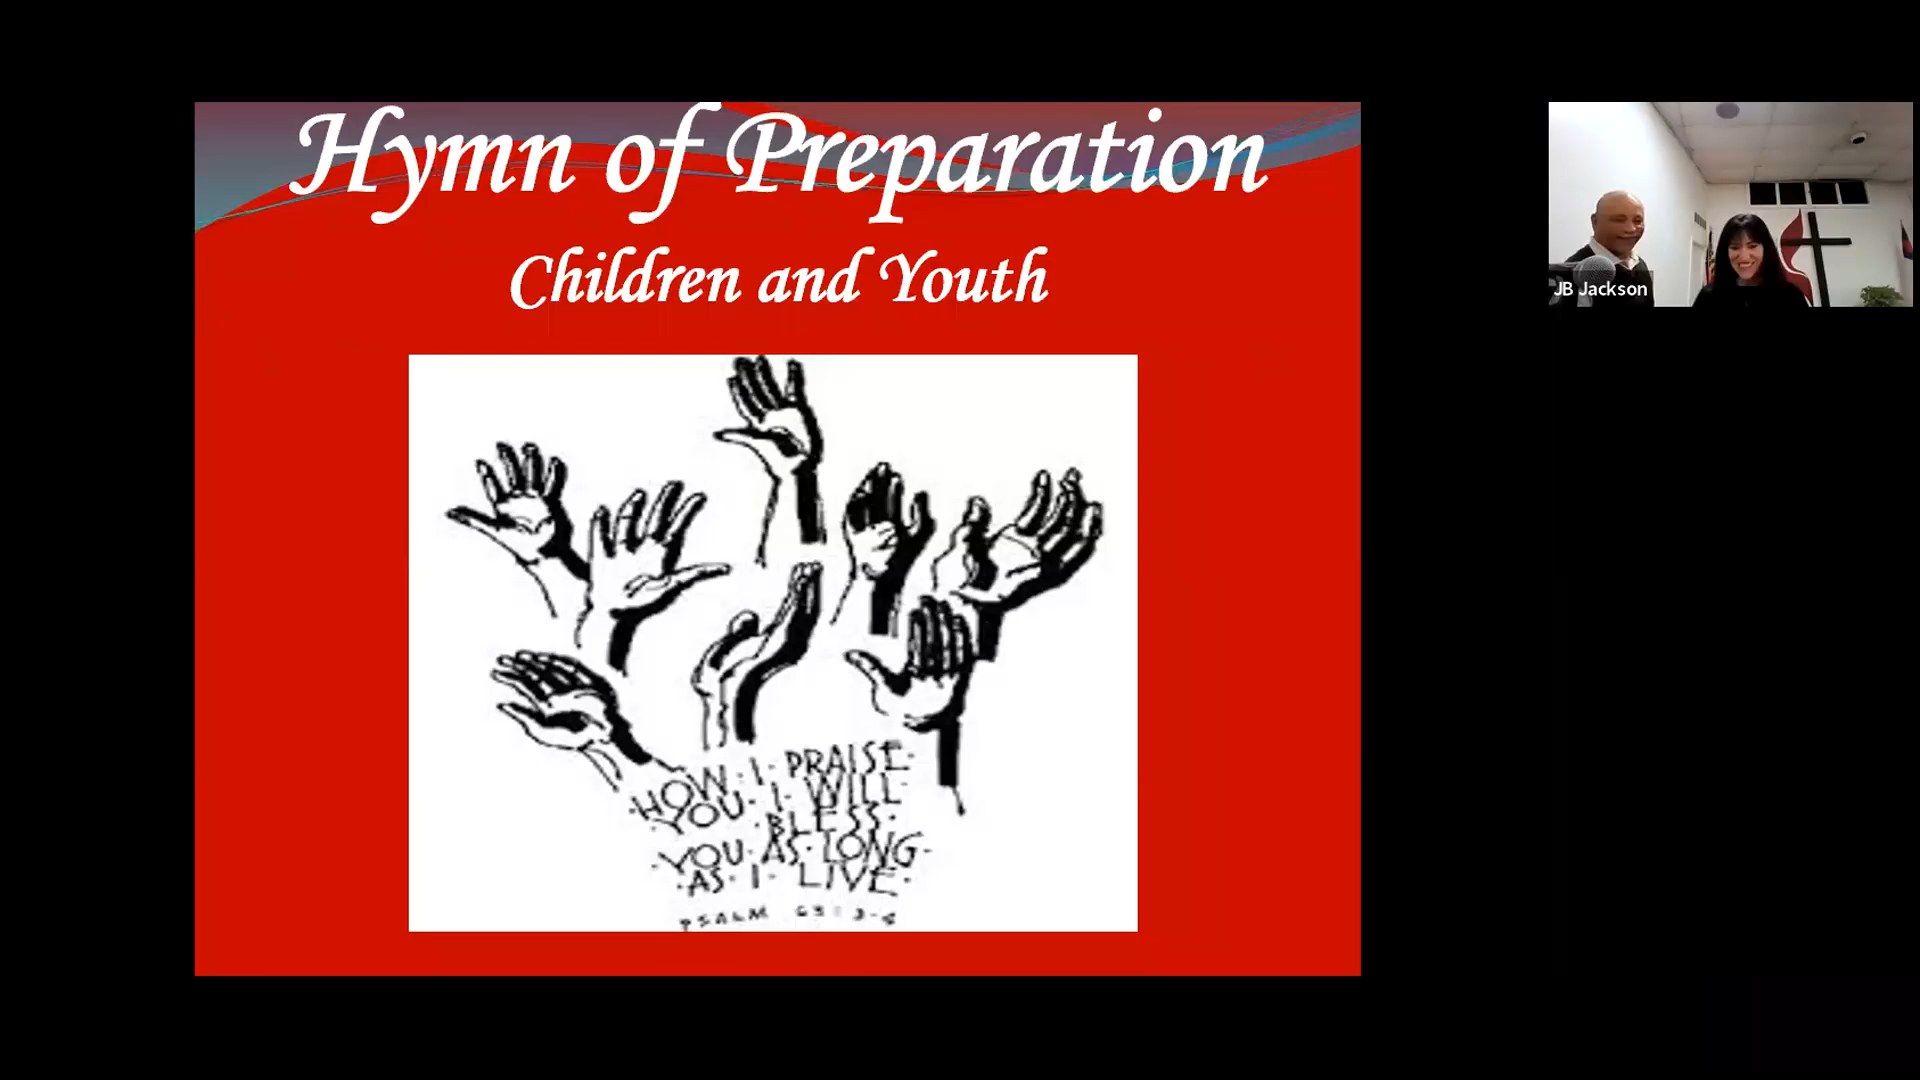 Hymn of Preparation
Children and Youth
·HOW·I·PRAISE·
·YOU·I·WILL·
·BLESS·
·YOU·AS·LONG·
·AS·I·LIVE·
PSALM
JB Jackson